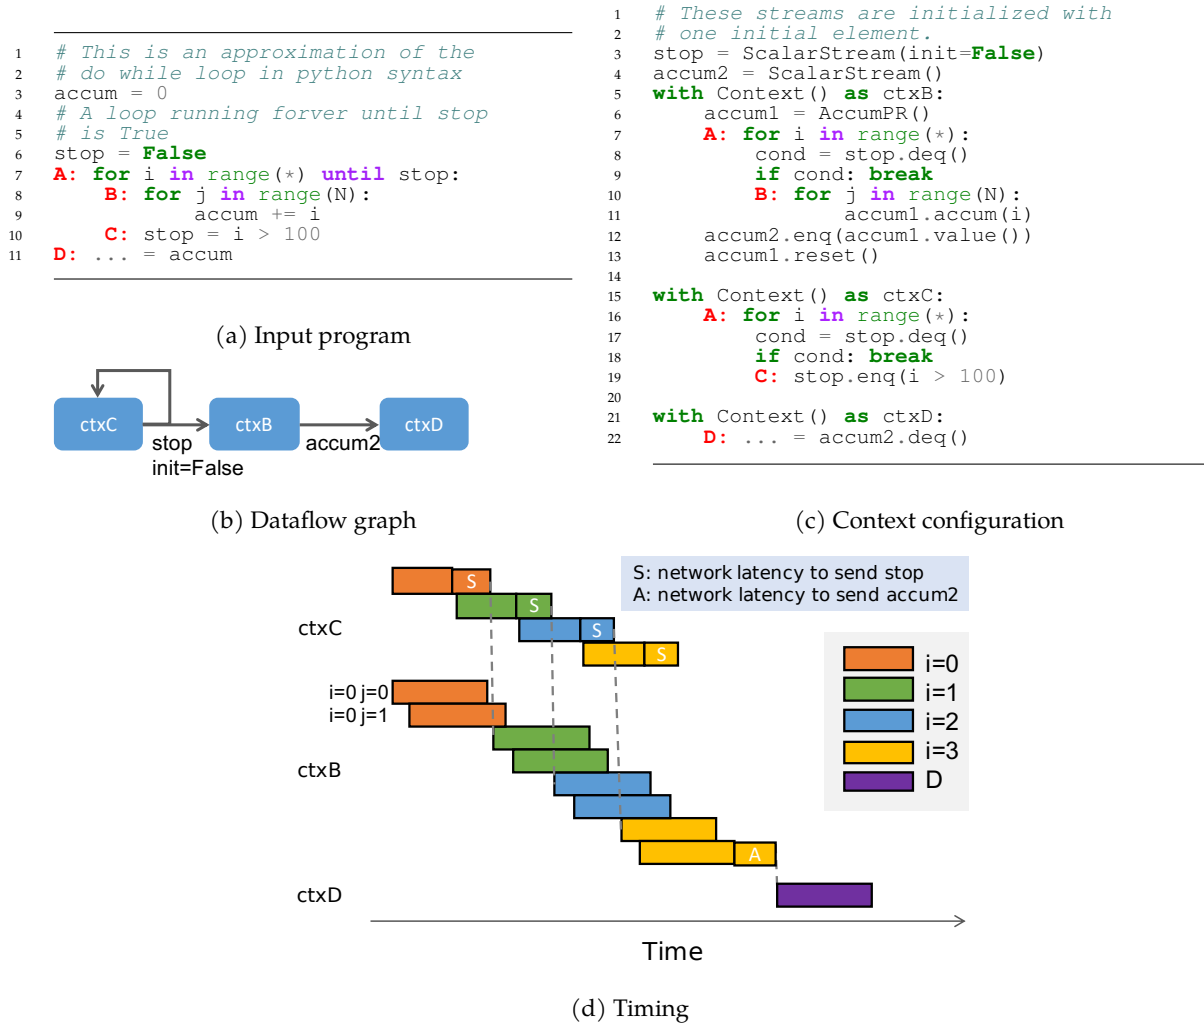 1 # This is an approximation of the
2 # do while loop in python syntax
3 accum = 0
4 # A loop running forver until stop
5 # is True
6 stop = False
7 A: for i in range(*) until stop:
8 B: for j in range(N):
9 accum += i
10 C: stop = i > 100
11 D: ... = accum
(a) Input program
ctxC
ctxB
ctxD
stop
init=False
accum2
(b) Dataflow graph
1 # These streams are initialized with
2 # one initial element.
3 stop = ScalarStream(init=False)
4 accum2 = ScalarStream()
5 with Context() as ctxB:
6 accum1 = AccumPR()
7 A: for i in range(*):
8 cond = stop.deq()
9 if cond: break
10 B: for j in range(N):
11 accum1.accum(i)
12 accum2.enq(accum1.value())
13 accum1.reset()
14
15 with Context() as ctxC:
16 A: for i in range(*):
17 cond = stop.deq()
18 if cond: break
19 C: stop.enq(i > 100)
20
21 with Context() as ctxD:
22 D: ... = accum2.deq()
(c) Context configuration
S: network latency to send stop
A: network latency to send accum2
S
S
S
S
ctxC
i=0 j=0
i=0 j=1
ctxB
A
ctxD
i=0
i=1
i=2
i=3
D
Time
(d) Timing